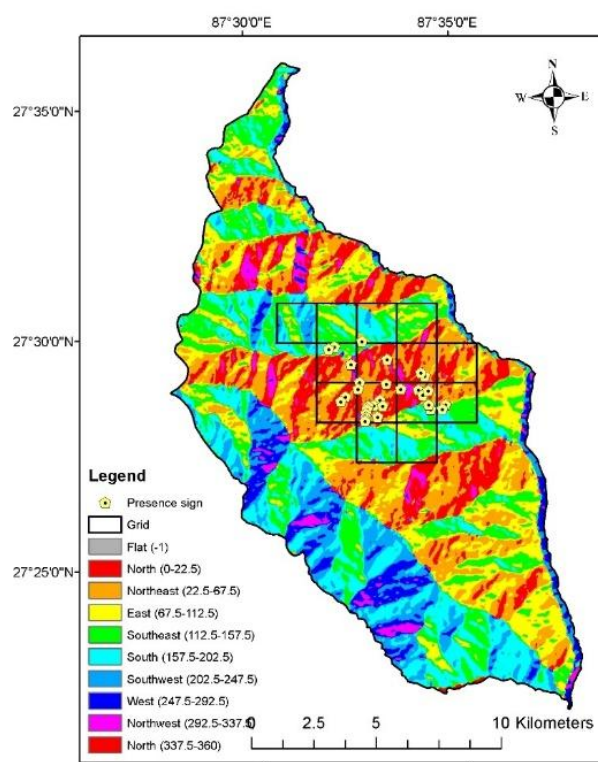 87°30'0"E 87°35'0"E
N
W E
S
27°35'0"N
27°30'0"N
27°25'0"N
Legend
Presence sign
Grid
Flat (-1)
North (0-22.5)
Northeast (22.5-67.5)
East (67.5-112.5)
Southeast (112.5-157.5)
South (157.5-202.5)
Southwest (202.5-247.5)
West (247.5-292.5)
Northwest (292.5-337.5)
North (337.5-360)
0 2.5 5 10 Kilometers